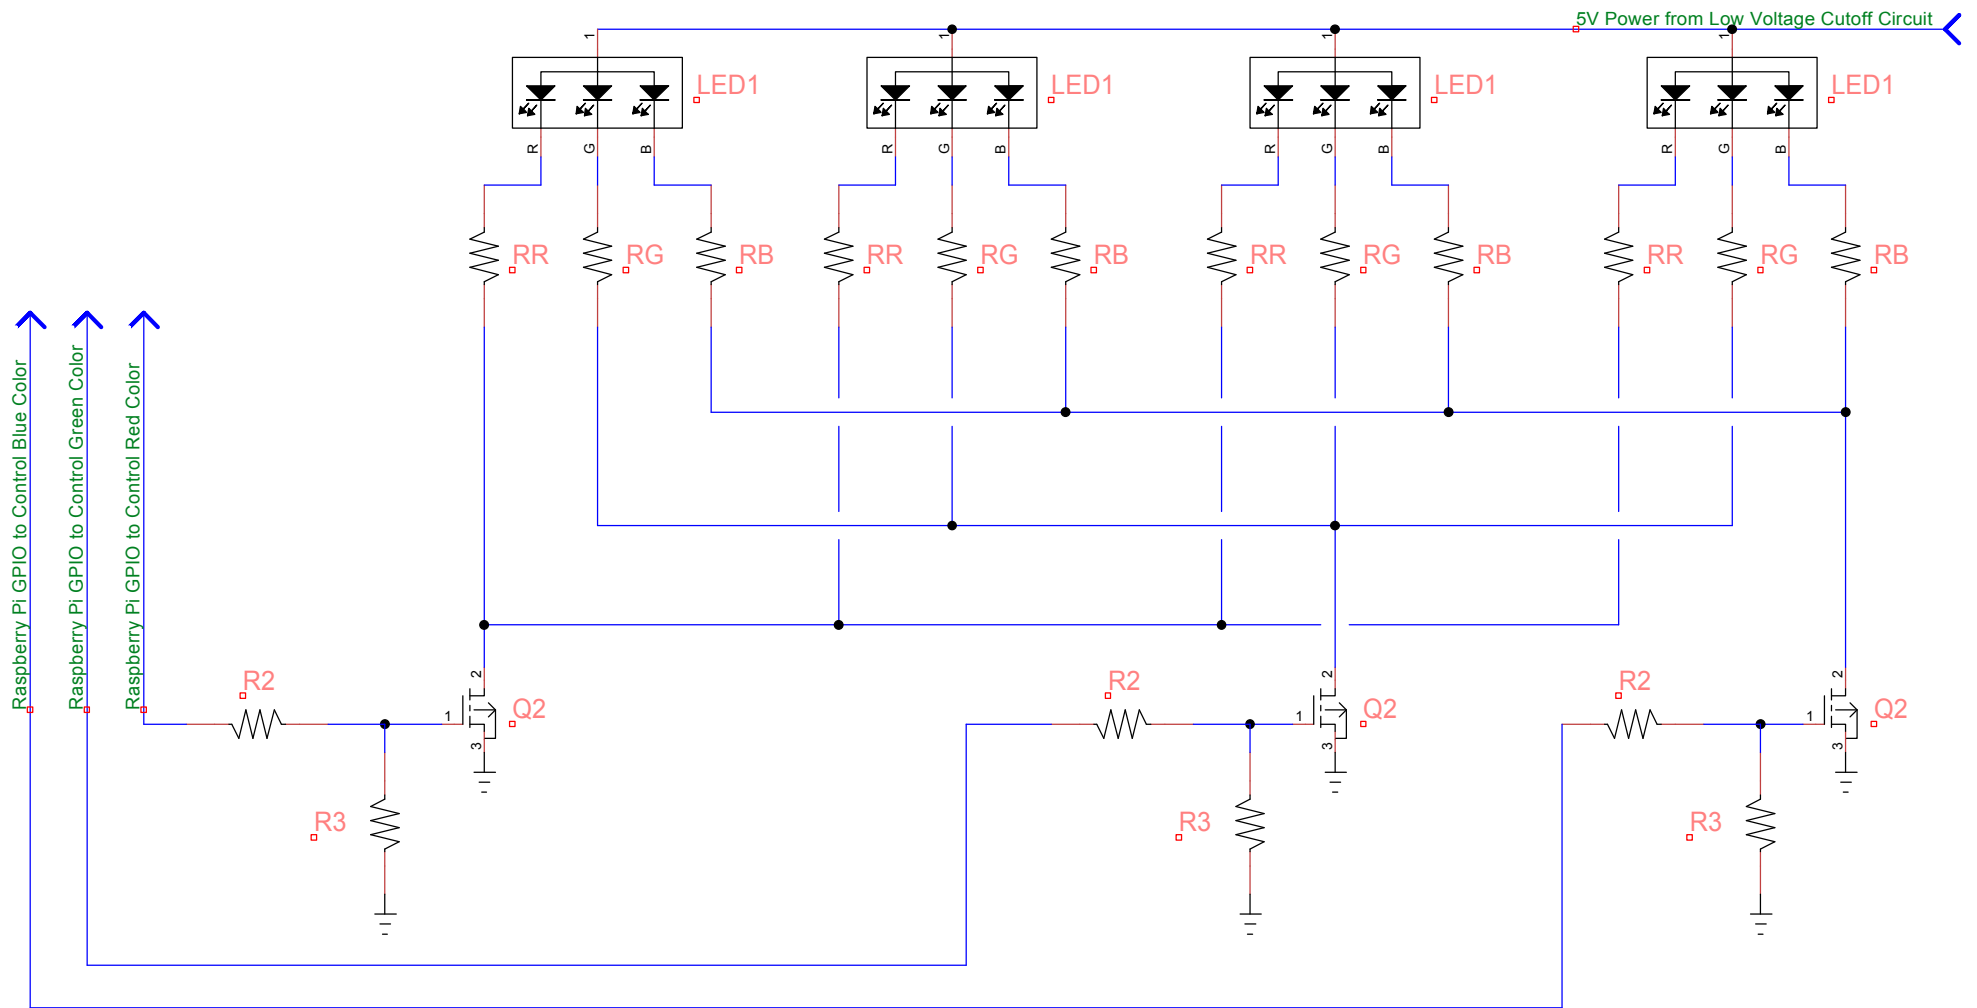 5V Power from Low Voltage Cutoff Circuit
1
1
1
1
LED1
LED1
LED1
LED1
R
G
B
R
G
B
R
G
B
R
G
B
RR
RG
RB
RR
RG
RB
RR
RG
RB
RR
RG
RB
Raspberry Pi GPIO to Control Blue Color
Raspberry Pi GPIO to Control Green Color
Raspberry Pi GPIO to Control Red Color
R2
2
1
Q2
3
R3
R2
2
1
Q2
3
R3
R2
2
1
Q2
3
R3